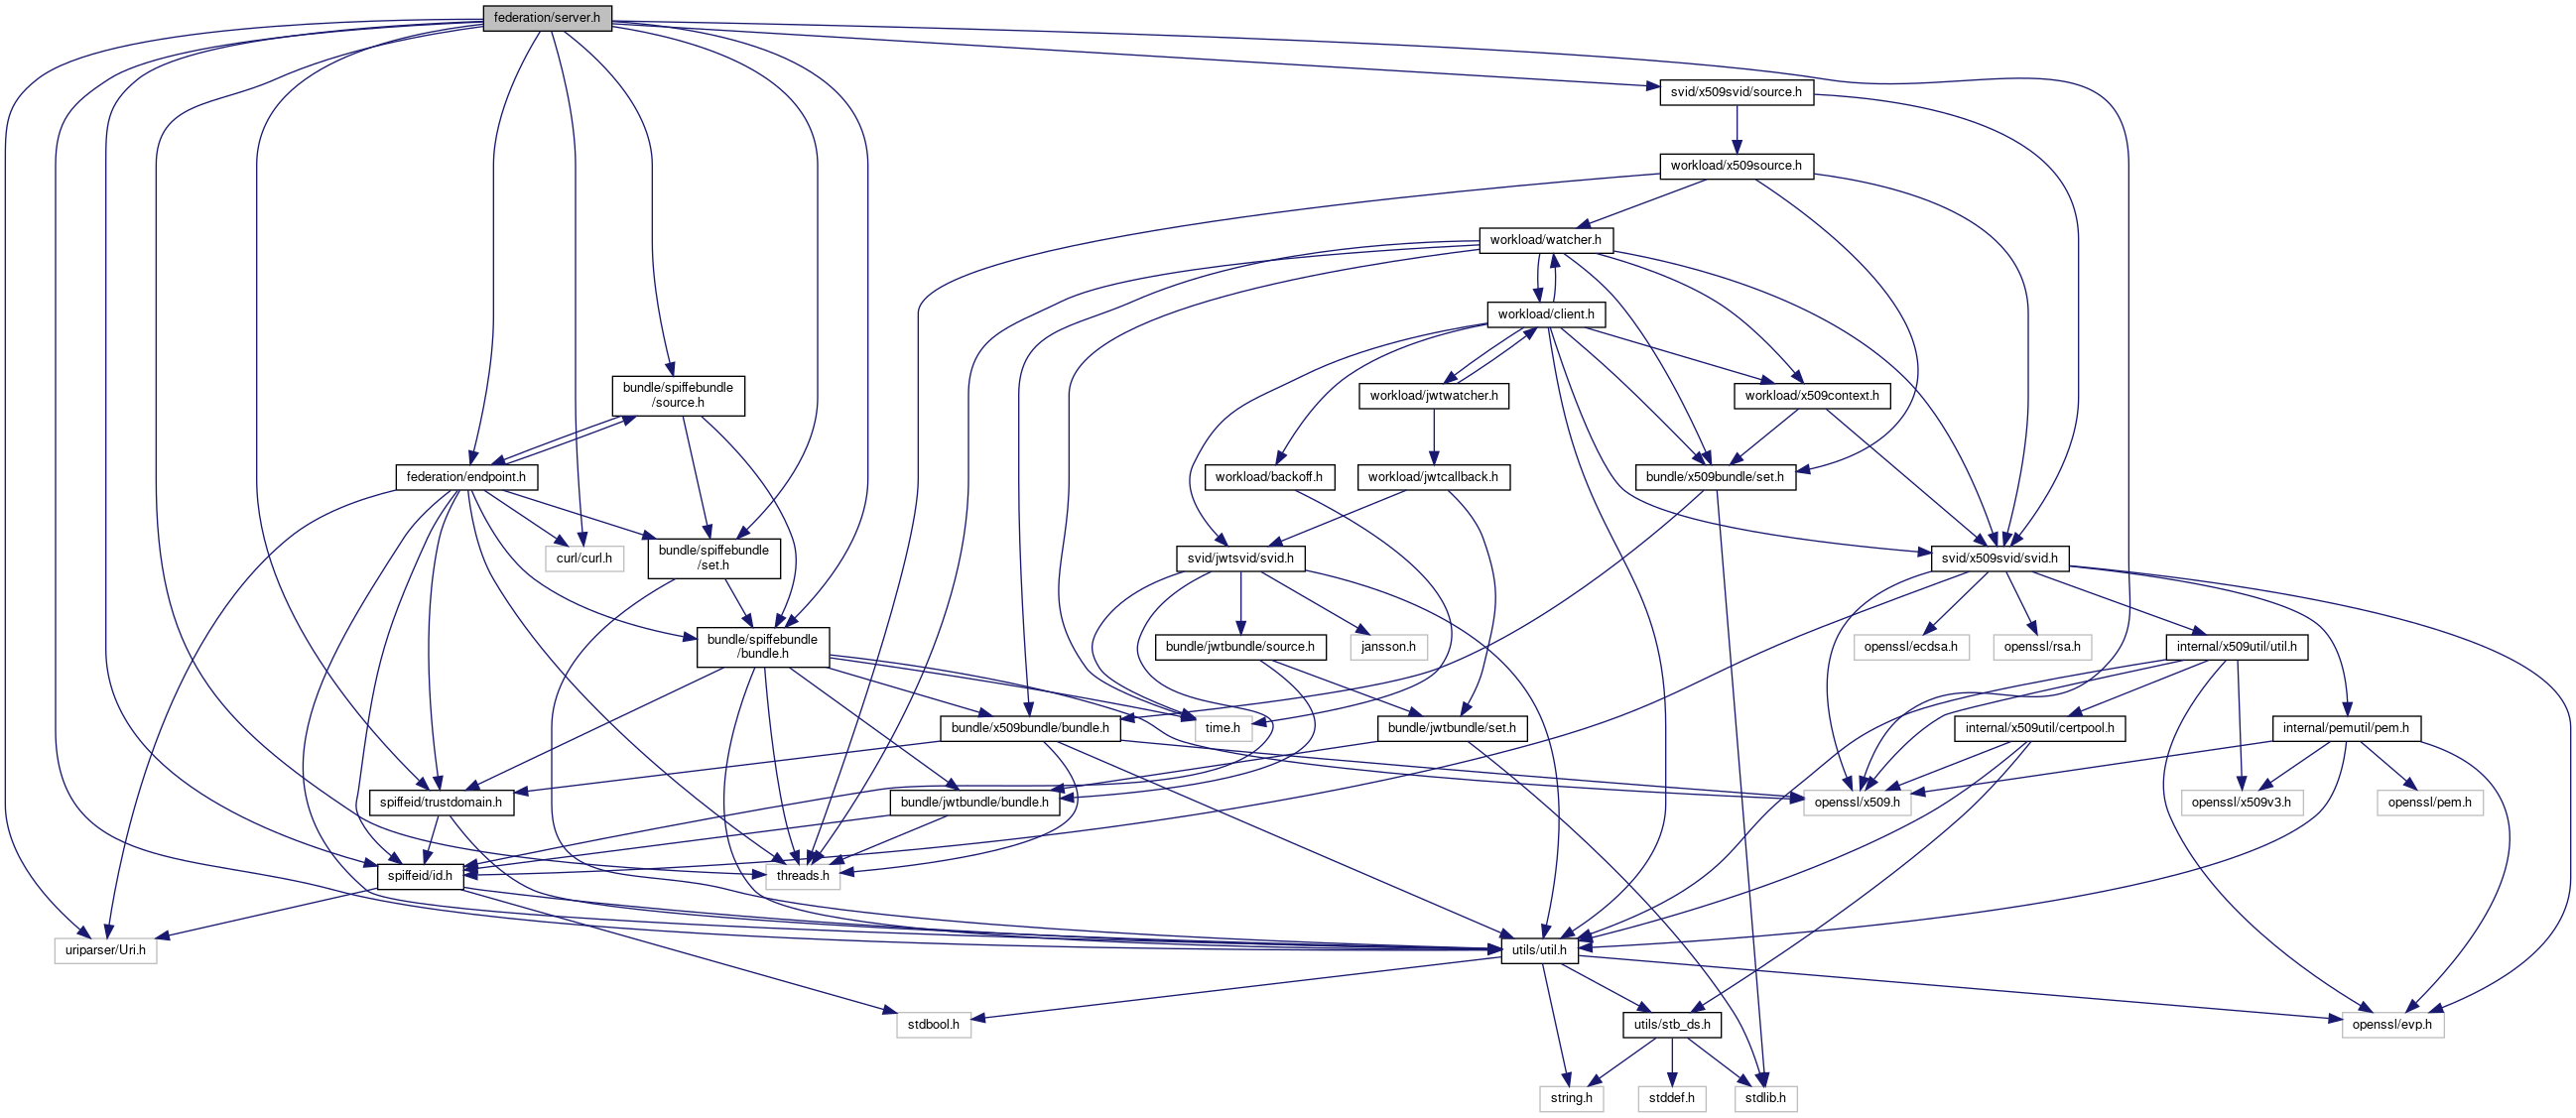 federation/server.h
svid/x509svid/source.h
workload/x509source.h
workload/watcher.h
workload/client.h
bundle/spiffebundle
/source.h
workload/jwtwatcher.h
workload/x509context.h
federation/endpoint.h
workload/backoff.h
workload/jwtcallback.h
bundle/x509bundle/set.h
curl/curl.h
bundle/spiffebundle
/set.h
svid/jwtsvid/svid.h
svid/x509svid/svid.h
bundle/spiffebundle
/bundle.h
bundle/jwtbundle/source.h
jansson.h
openssl/ecdsa.h
openssl/rsa.h
internal/x509util/util.h
bundle/x509bundle/bundle.h
time.h
bundle/jwtbundle/set.h
internal/x509util/certpool.h
internal/pemutil/pem.h
spiffeid/trustdomain.h
bundle/jwtbundle/bundle.h
openssl/x509.h
openssl/x509v3.h
openssl/pem.h
spiffeid/id.h
threads.h
uriparser/Uri.h
utils/util.h
stdbool.h
utils/stb_ds.h
openssl/evp.h
string.h
stddef.h
stdlib.h